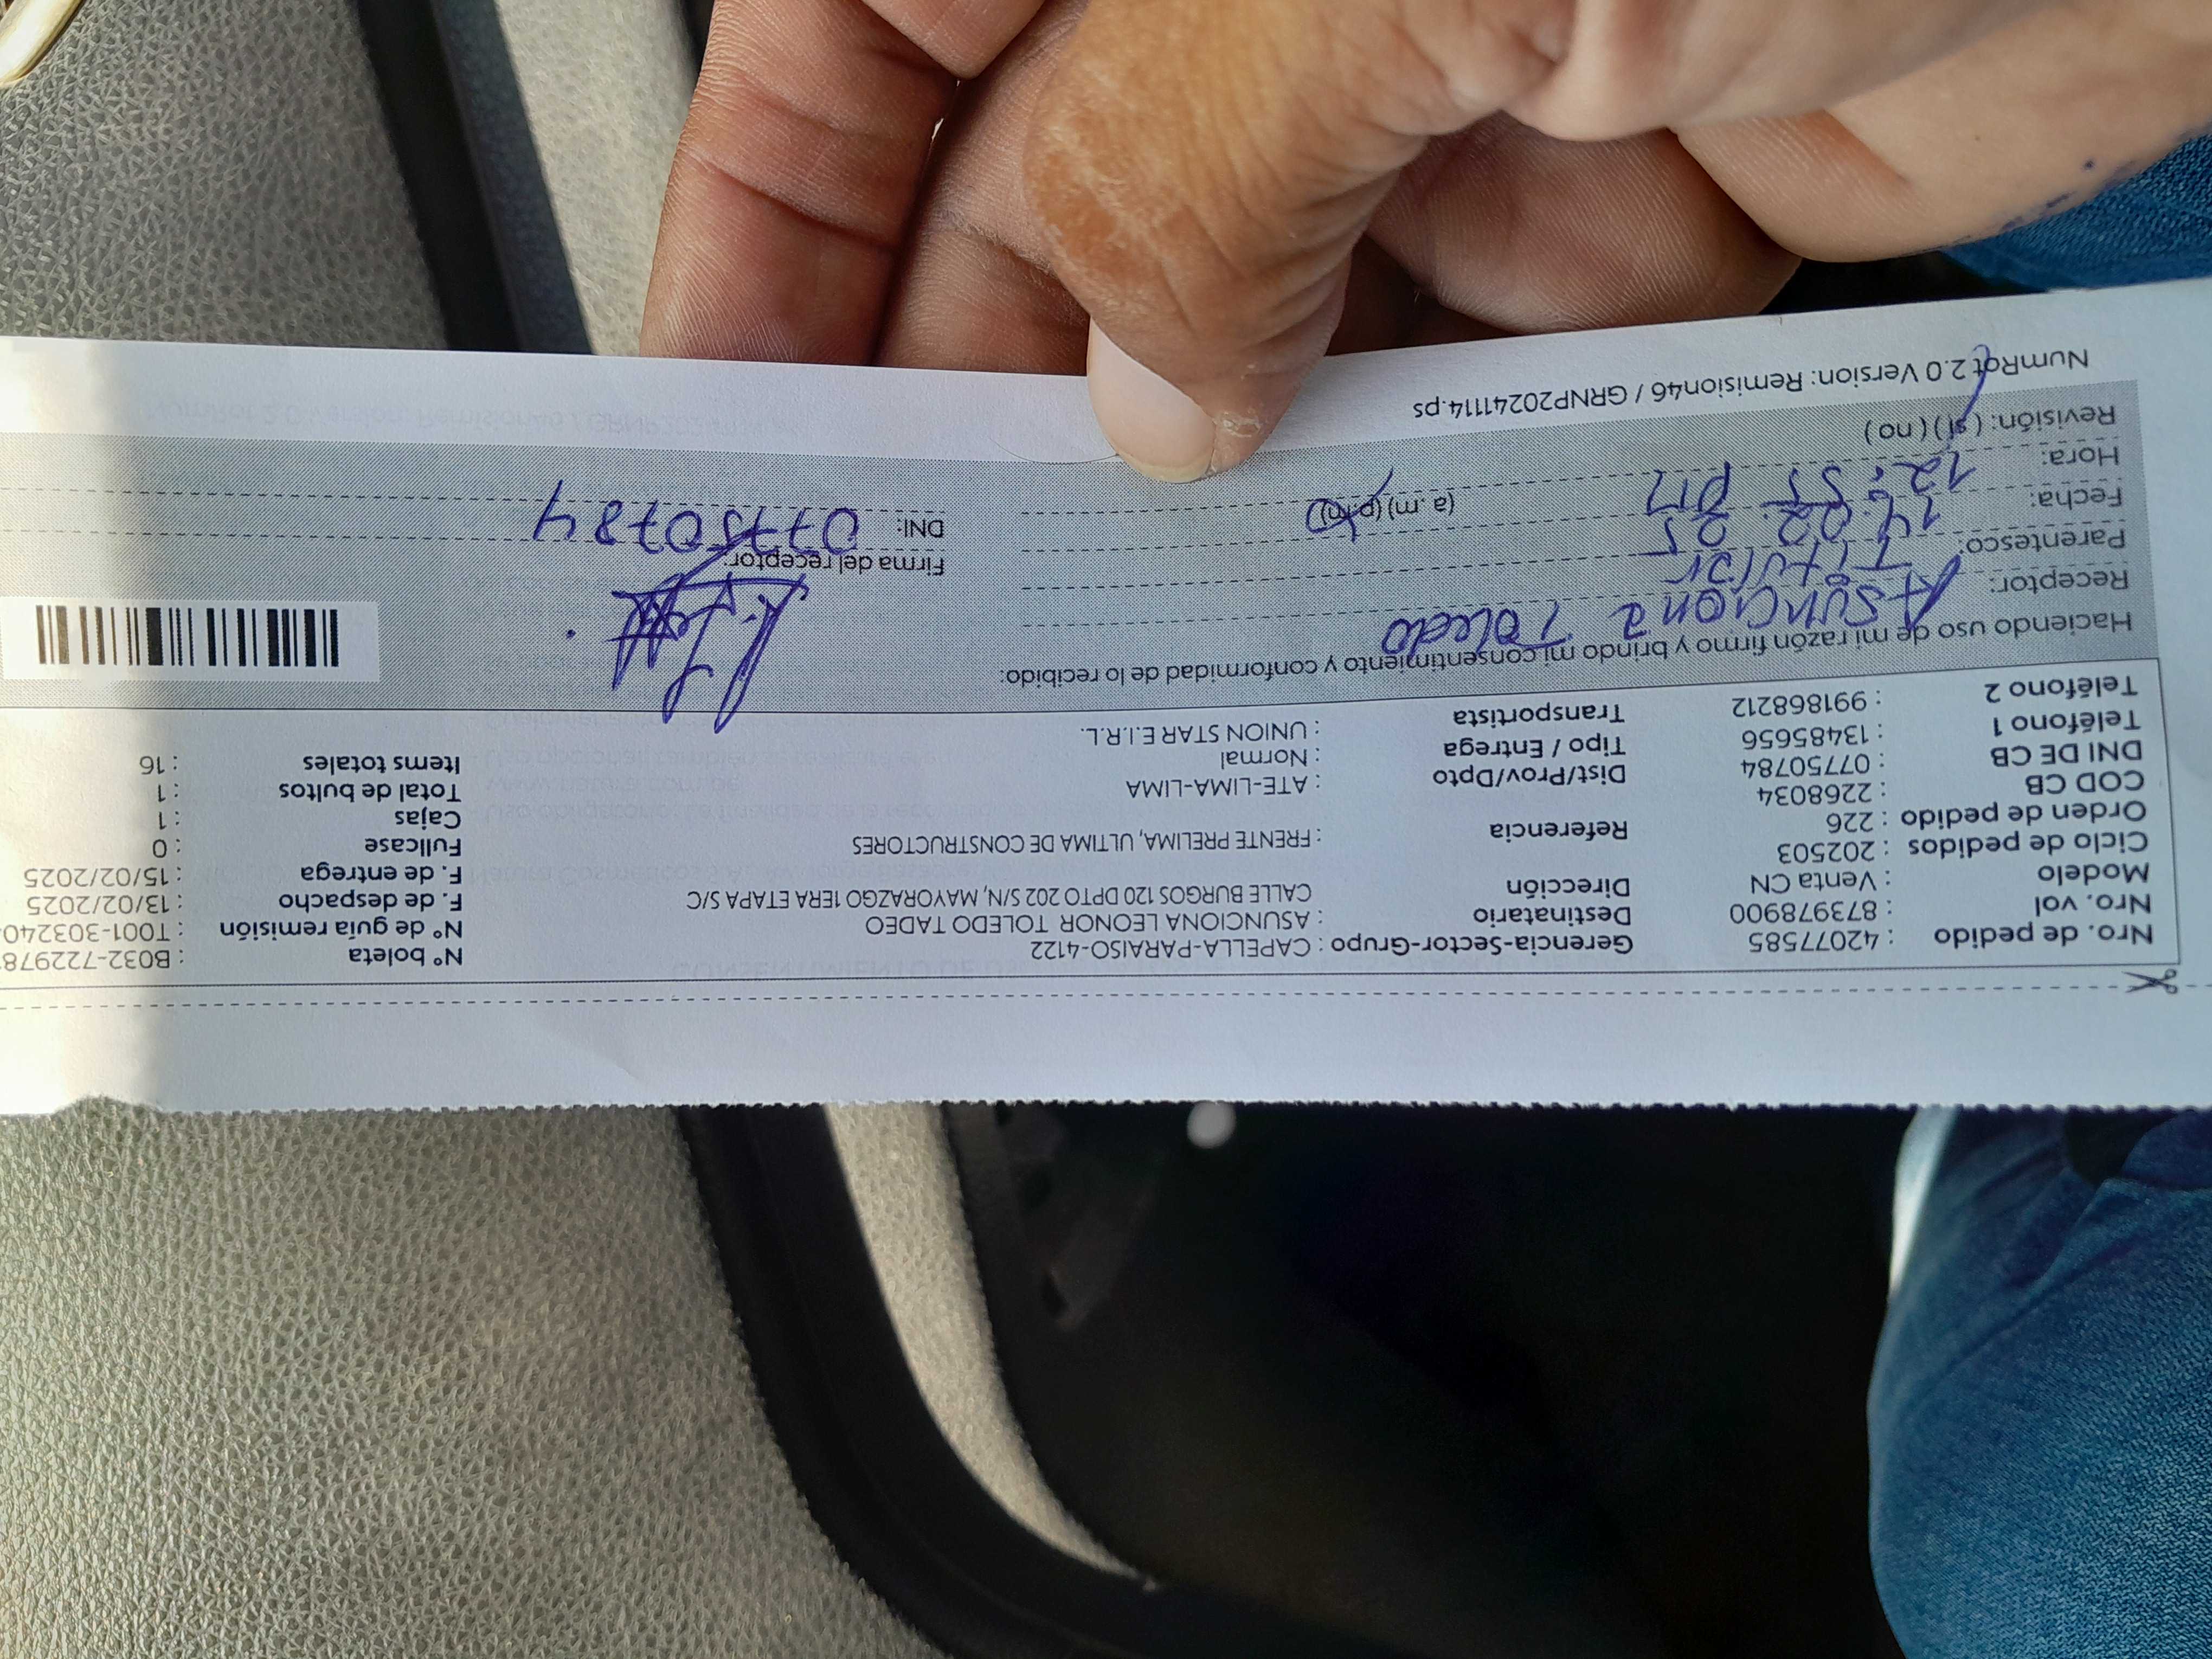 Nro. de pedido : 42077585 Gerencia-Sector-Grupo : CAPELLA-PARAISO-4122 N° boleta : B032-722978
Nro. vol : 873978900 Destinatario : ASUNCIONA LEONOR TOLEDO TADEO N° de guía remisión : T001-303240
Modelo : Venta CN Dirección CALLE BURGOS 120 DPTO 202 S/N, MAYORAZGO 1ERA ETAPA S/C F. de despacho : 13/02/2025
Ciclo de pedidos : 202503 F. de entrega : 15/02/2025
Orden de pedido : 226 Referencia : FRENTE PRELIMA, ULTIMA DE CONSTRUCTORES Fullcase : 0
COD CB : 2268034 Cajas : 1
DNI DE CB : 07750784 Dist/Prov/Dpto : ATE-LIMA-LIMA Total de bultos : 1
Teléfono 1 : 13485656 Tipo / Entrega : Normal Items totales : 16
Teléfono 2 : 991868212 Transportista : UNION STAR E.I.R.L.
Haciendo uso de mi razón firmo y brindo mi consentimiento y conformidad de lo recibido:
Receptor: Asunciona Toledo
Parentesco: Titular
Firma del receptor:
Fecha: 14.02.25
DNI: 07750784
Hora: 12:55 PM (a.m) (p.m)
Revisión: (sí) (no)
NumRot 2.0 Version: Remision46 / GRNP20241114.ps